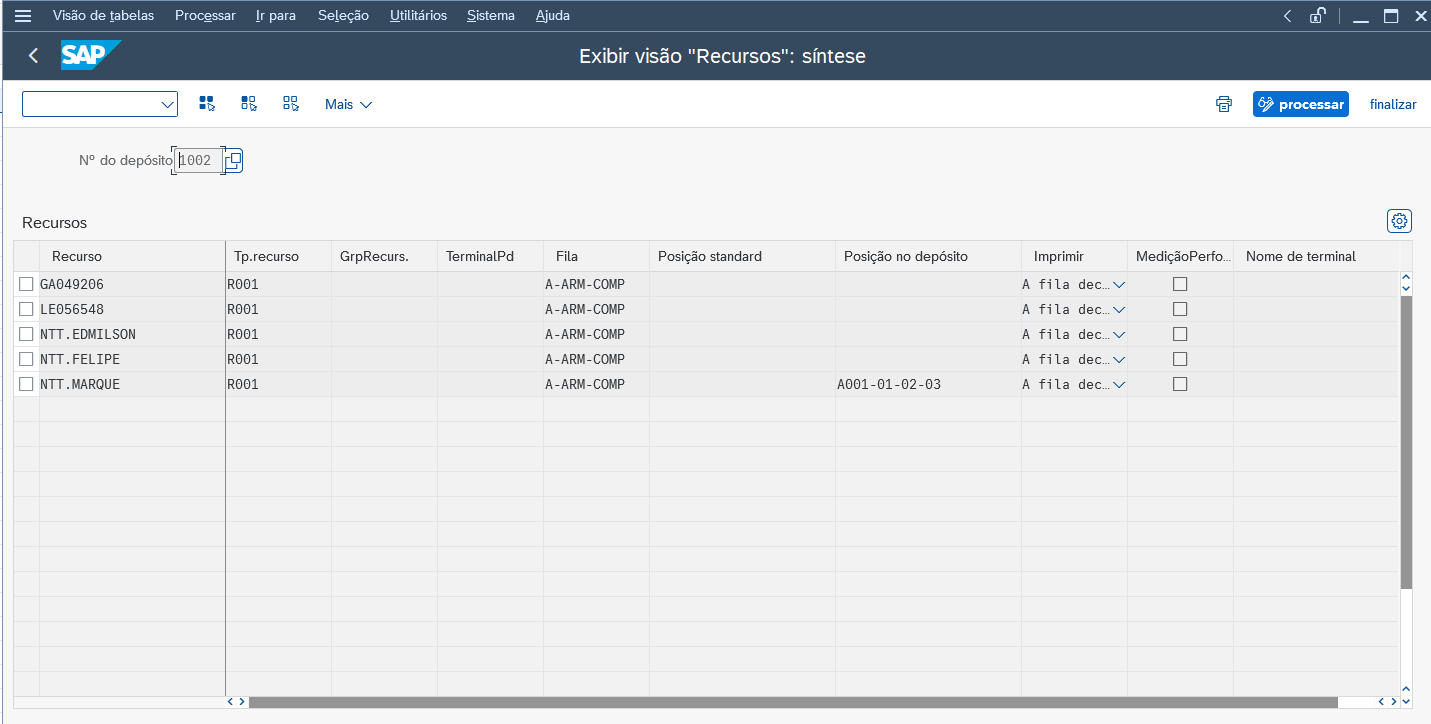 Visão de tabelas Processar Ir para Seleção Utilitários Sistema Ajuda
SAP Exibir visão "Recursos": síntese
Mais processar finalizar
Nº do depósito 1002
Recursos
Recurso Tp.recurso GrpRecurs. TerminalPd Fila Posição standard Posição no depósito Imprimir MediçãoPerfo... Nome de terminal
GA049206 R001 A-ARM-COMP A fila dec...
LE056548 R001 A-ARM-COMP A fila dec...
NTT.EDMILSON R001 A-ARM-COMP A fila dec...
NTT.FELIPE R001 A-ARM-COMP A fila dec...
NTT.MARQUE R001 A-ARM-COMP A001-01-02-03 A fila dec...